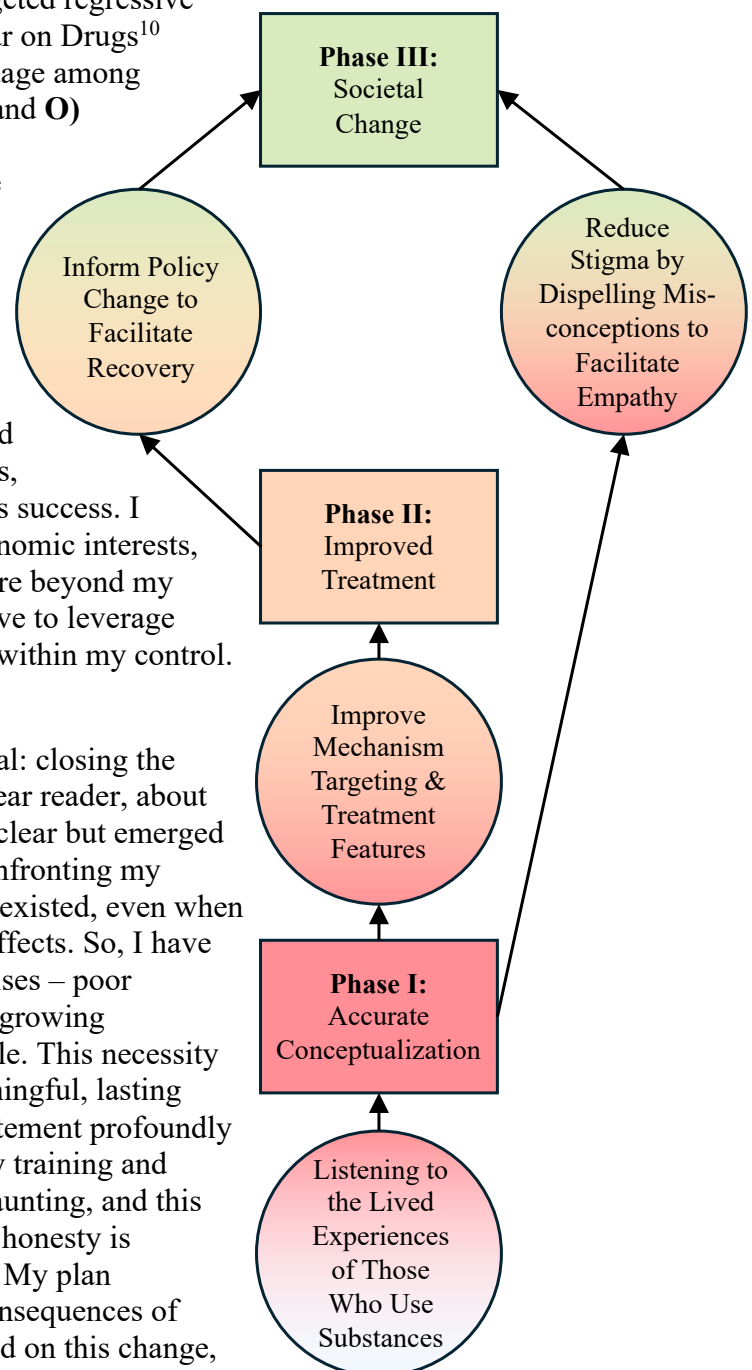 geted regressive
ar on Drugs¹⁰
tage among
and O)
d
s,
s success. I
nomic interests,
re beyond my
ve to leverage
within my control.
al: closing the
ear reader, about
clear but emerged
nfronting my
existed, even when
ffects. So, I have
ses – poor
growing
le. This necessity
ningful, lasting
tement profoundly
y training and
aunting, and this
honesty is
My plan
nsequences of
d on this change,
Phase III:
Societal
Change
Inform Policy
Change to
Facilitate
Recovery
Reduce
Stigma by
Dispelling Mis-
conceptions to
Facilitate
Empathy
Phase II:
Improved
Treatment
Improve
Mechanism
Targeting &
Treatment
Features
Phase I:
Accurate
Conceptualization
Listening to
the Lived
Experiences
of Those
Who Use
Substances